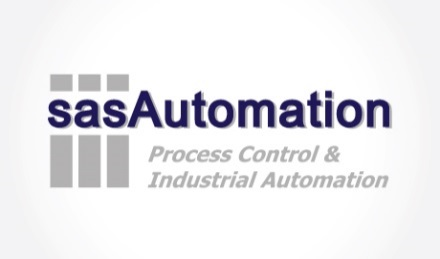 sasAutomation
Process Control &
Industrial Automation